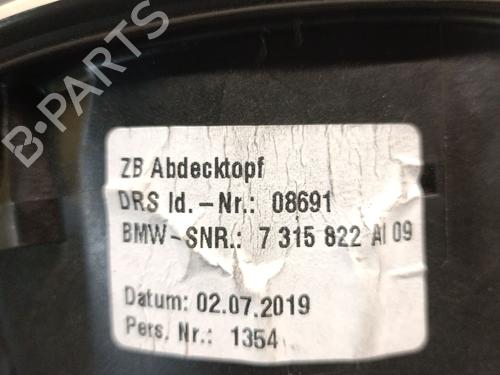 B-PARTS
ZB Abdecktopf
DRS Id.-Nr.: 08691
BMW-SNR.: 7 315 822 AI 09
Datum: 02.07.2019
Pers. Nr.: 1354